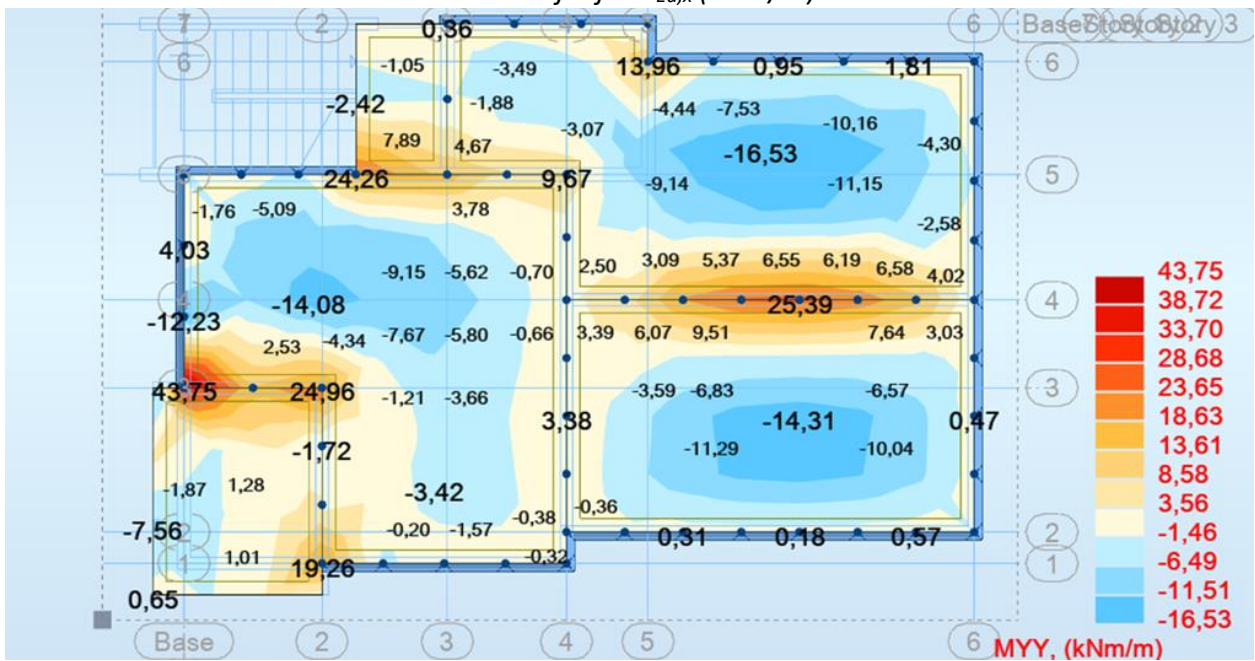 7 2 3 4 5 6 BaseStory Story Story 3
6 0,36 13,96 0,95 1,81 6
-1,05 -3,49
-2,42 -1,88 -4,44 -7,53 -10,16
7,89 4,67 -3,07 -16,53 -4,30
5 24,26 9,67 -9,14 -11,15 5
-1,76 -5,09 3,78 -2,58
4,03
-9,15 -5,62 -0,70 2,50 3,09 5,37 6,55 6,19 6,58 4,02
4 -14,08 25,39 4
-12,23
2,53 -4,34 -7,67 -5,80 -0,66 3,39 6,07 9,51 7,64 3,03
43,75 24,96 -1,21 -3,66 -3,59 -6,83 -6,57 3
-1,72 3,38 -14,31 0,47
-11,29 -10,04
-1,87 1,28 -3,42
-7,56 2 -0,20 -1,57 -0,38 -0,36 0,31 0,18 0,57 2
1 1,01 19,26 -0,32 1
0,65
Base 2 3 4 5 6
43,75
38,72
33,70
28,68
23,65
18,63
13,61
8,58
3,56
-1,46
-6,49
-11,51
-16,53
MYY, (kNm/m)